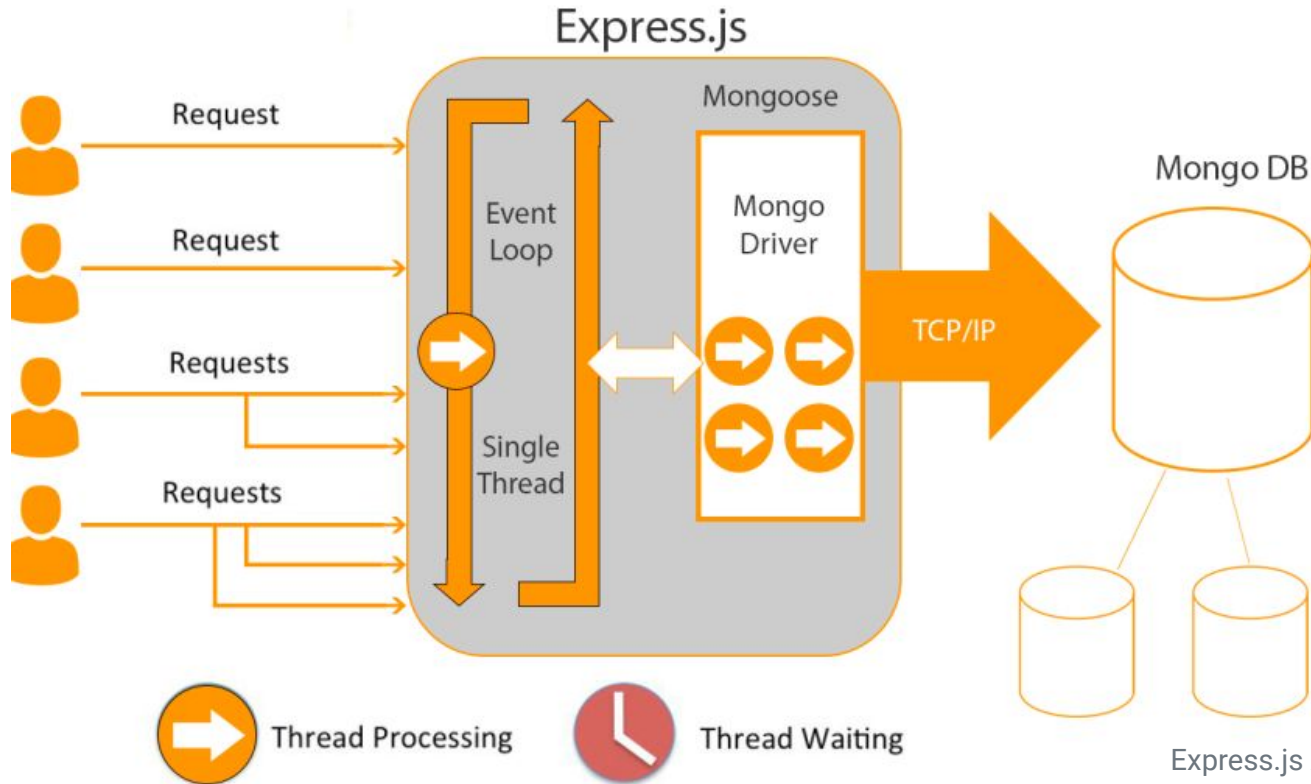 Express.js
Request
Request
Requests
Requests
Event
Loop
Single
Thread
Mongoose
Mongo
Driver
TCP/IP
Mongo DB
Thread Processing
Thread Waiting
Express.js